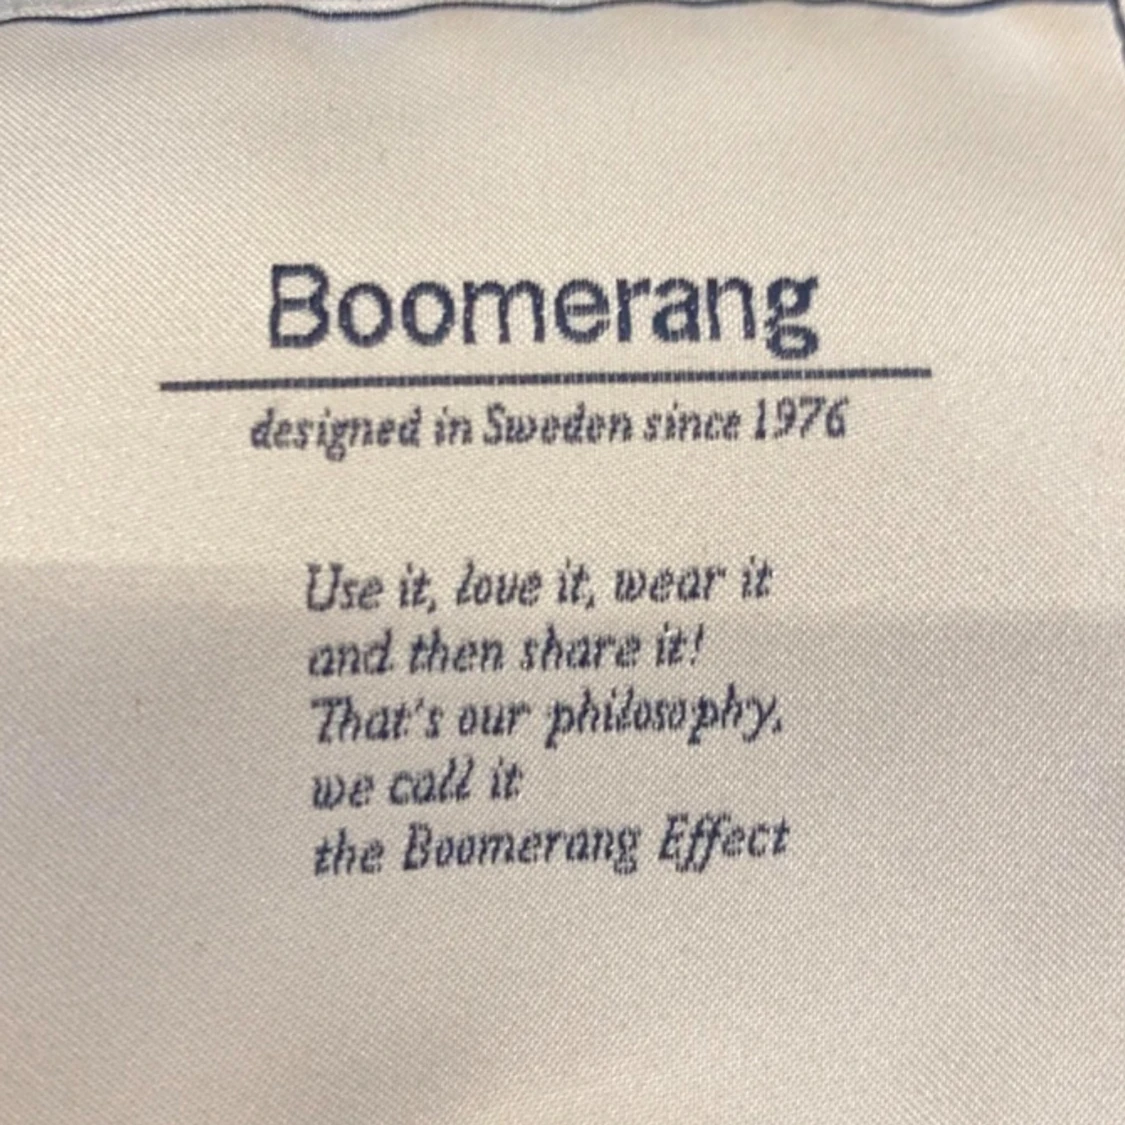 Boomerang
designed in Sweden since 1976
Use it, love it, wear it
and then share it!
That's our philosophy,
we call it
the Boomerang Effect